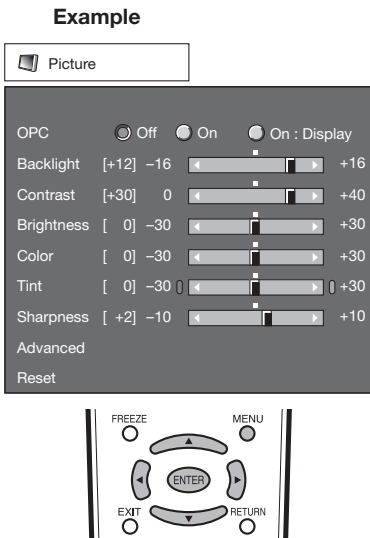 Example
Picture
OPC Off On On : Display
Backlight [+12] –16 +16
Contrast [+30] 0 +40
Brightness [ 0] –30 +30
Color [ 0] –30 +30
Tint [ 0] –30 +30
Sharpness [ +2] –10 +10
Advanced
Reset
FREEZE MENU
ENTER
EXIT RETURN